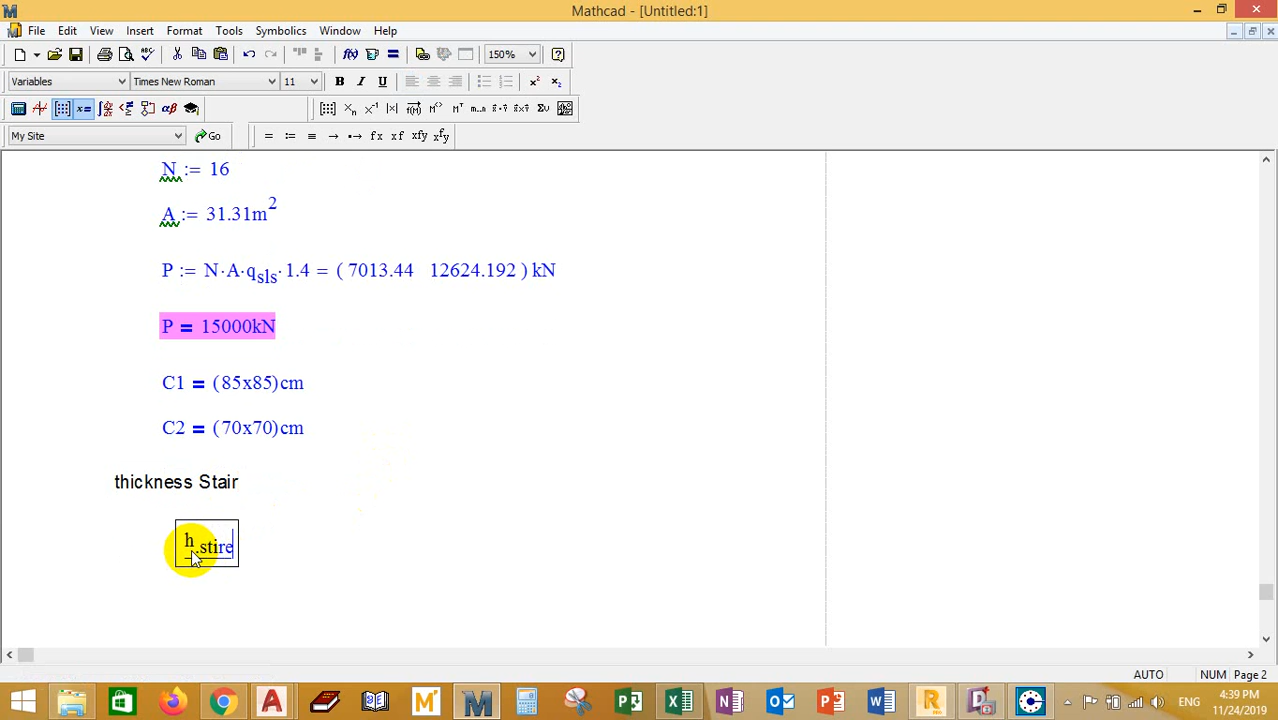 Mathcad - [Untitled:1]
File Edit View Insert Format Tools Symbolics Window Help
150%
Variables Times New Roman 11 B I U
My Site Go
N := 16
A := 31.31m2
P := N·A·qsls·1.4 = ( 7013.44 12624.192 ) kN
P = 15000kN
C1 = (85x85)cm
C2 = (70x70)cm
thickness Stair
h.stire
AUTO NUM Page 2
ENG 4:39 PM
11/24/2019